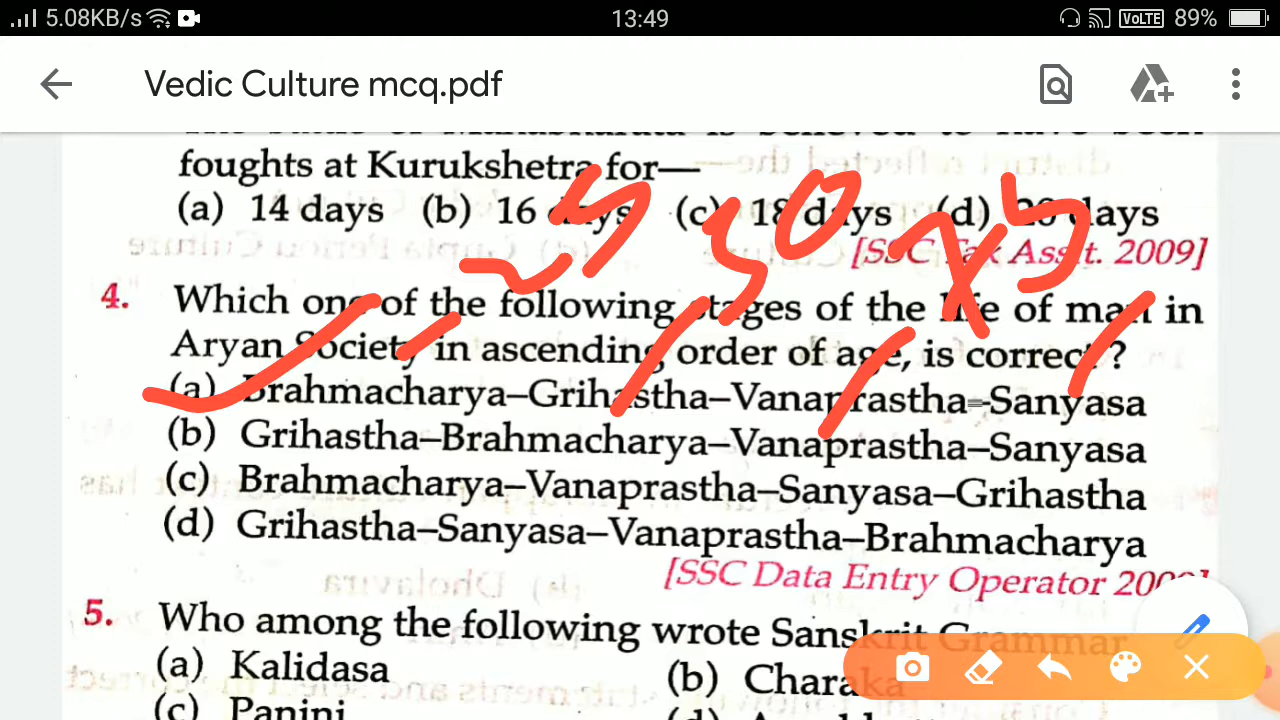 5.08KB/s 13:49 VoLTE 89%
Vedic Culture mcq.pdf
foughts at Kurukshetra for—
(a) 14 days (b) 16 days (c) 18 days (d) 20 days
[SSC Tax Asstt. 2009]
4. Which one of the following stages of the life of man in
Aryan Society, in ascending order of age, is correct?
(a) Brahmacharya–Grihastha–Vanaprastha–Sanyasa
(b) Grihastha–Brahmacharya–Vanaprastha–Sanyasa
(c) Brahmacharya–Vanaprastha–Sanyasa–Grihastha
(d) Grihastha–Sanyasa–Vanaprastha–Brahmacharya
[SSC Data Entry Operator
5. Who among the following wrote Sanskrit Grammar
(a) Kalidasa (b) Charaka
(c) Panini (d)